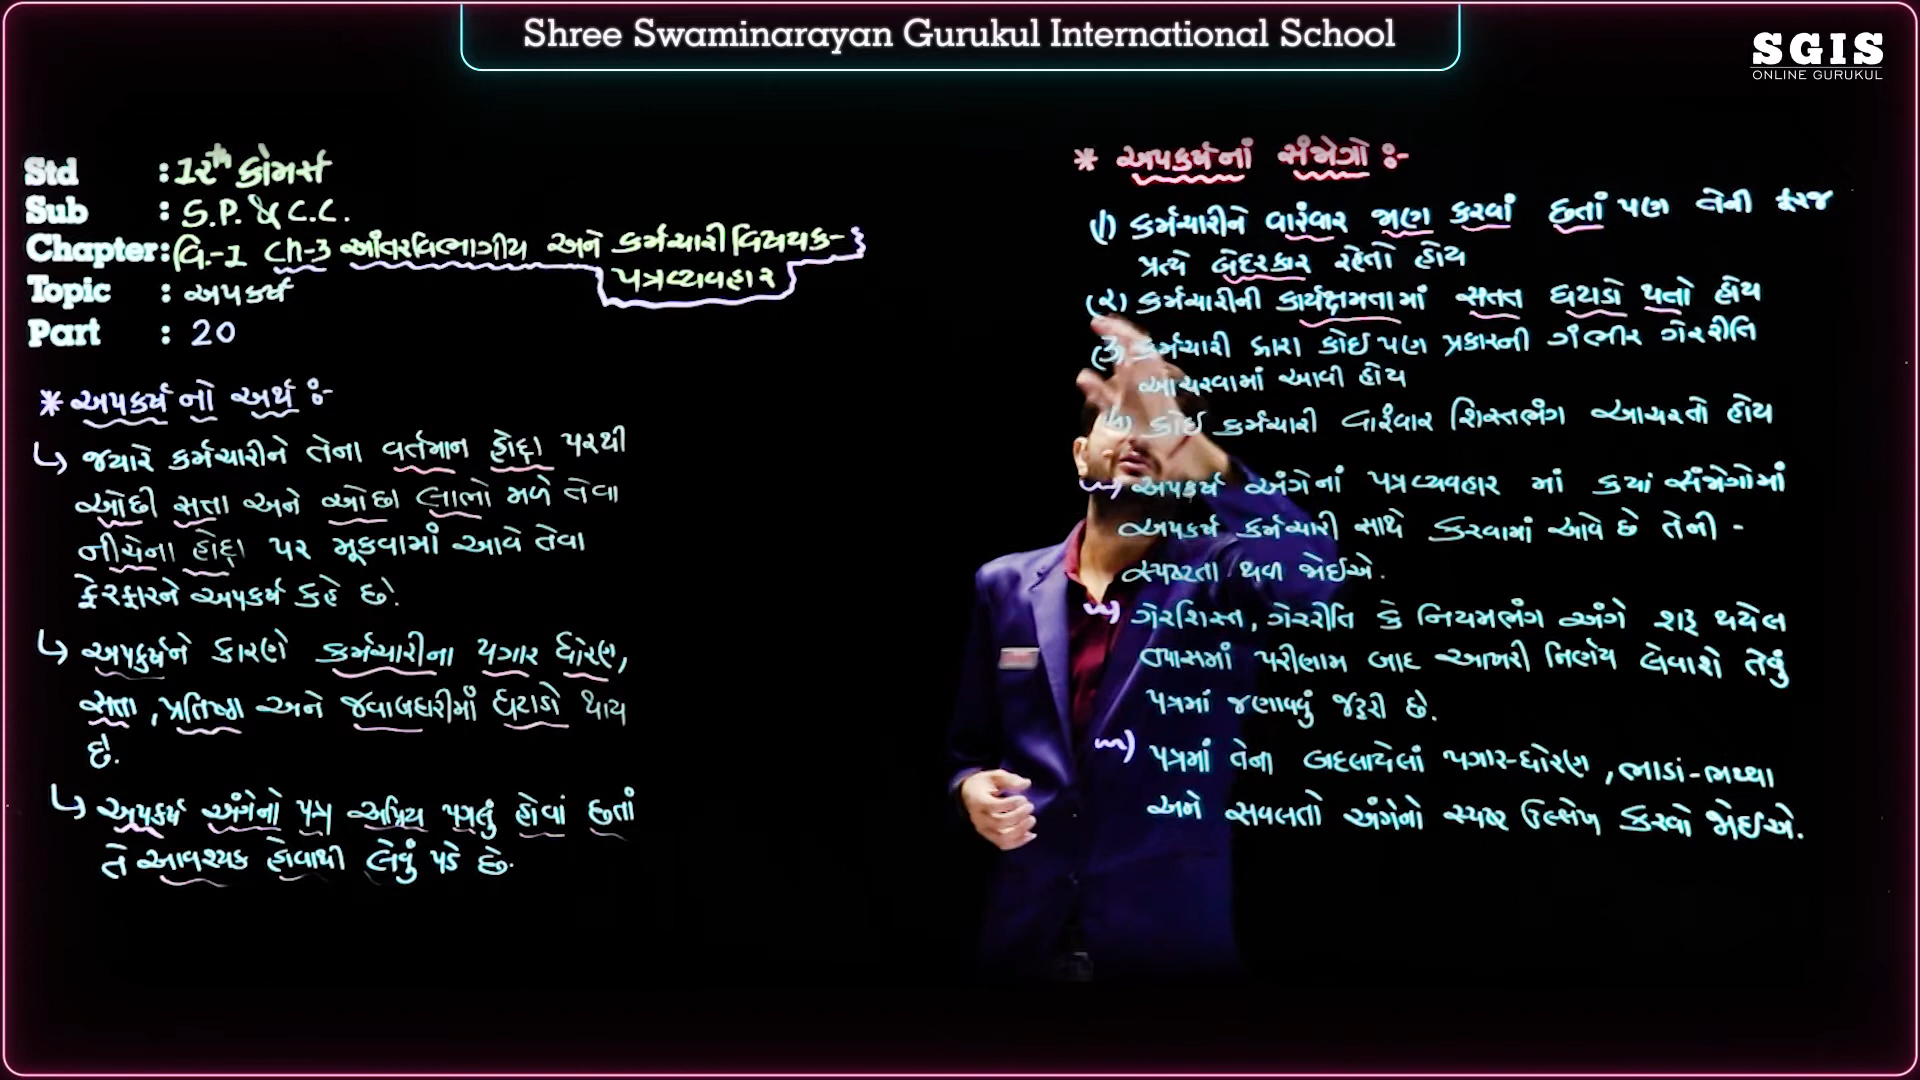 Shree Swaminarayan Gurukul International School
SGIS
ONLINE GURUKUL
Std : 12th કોમર્સ
Sub : S.P. & C.C.
Chapter: વિ.-1 Ch-3 આંતરવિભાગીય અને કર્મચારી વિષયક-
પત્રવ્યવહાર
Topic : અપકર્ષ
Part : 20
* અપકર્ષ નો અર્થ :-
↳ જયારે કર્મચારીને તેના વર્તમાન હોદ્દા પરથી
ઓછી સત્તા અને ઓછા લાભો મળે તેવા
નીચેના હોદ્દા પર મૂકવામાં આવે તેવા
ફેરફારને અપકર્ષ કહે છે.
↳ અપકર્ષને કારણે કર્મચારીના પગાર ધોરણ,
સત્તા, પ્રતિષ્ઠા અને જવાબદારીમાં ઘટાડો થાય
છે.
↳ અપકર્ષ અંગેનો પત્ર અપ્રિય પગલું હોવાં છતાં
તે આવશ્યક હોવાથી લેવું પડે છે.
* અપકર્ષનાં સંજોગો :-
(1) કર્મચારીને વારંવાર જાણ કરવાં છતાં પણ તેની ફરજ
પ્રત્યે બેદરકાર રહેતો હોય
(2) કર્મચારીની કાર્યક્ષમતામાં સતત ઘટાડો થતો હોય
(3) કર્મચારી દ્વારા કોઈ પણ પ્રકારની ગંભીર ગેરરીતિ
આચરવામાં આવી હોય
કોઈ કર્મચારી વારંવાર શિસ્તભંગ આચરતો હોય
અપકર્ષ અંગેનાં પત્રવ્યવહાર માં કયાં સંજોગોમાં
અપકર્ષ કર્મચારી સાથે કરવામાં આવે છે તેની -
સ્પષ્ટતા થવી જોઈએ.
ગેરશિસ્ત, ગેરરીતિ કે નિયમભંગ અંગે શરૂ થયેલ
તપાસમાં પરીણામ બાદ આખરી નિર્ણય લેવાશે તેવું
પત્રમાં જણાવવું જરૂરી છે.
પત્રમાં તેના બદલાયેલાં પગાર-ધોરણ, ભાડાં-ભથ્થા
અને સવલતો અંગેનો સ્પષ્ટ ઉલ્લેખ કરવો જોઈએ.